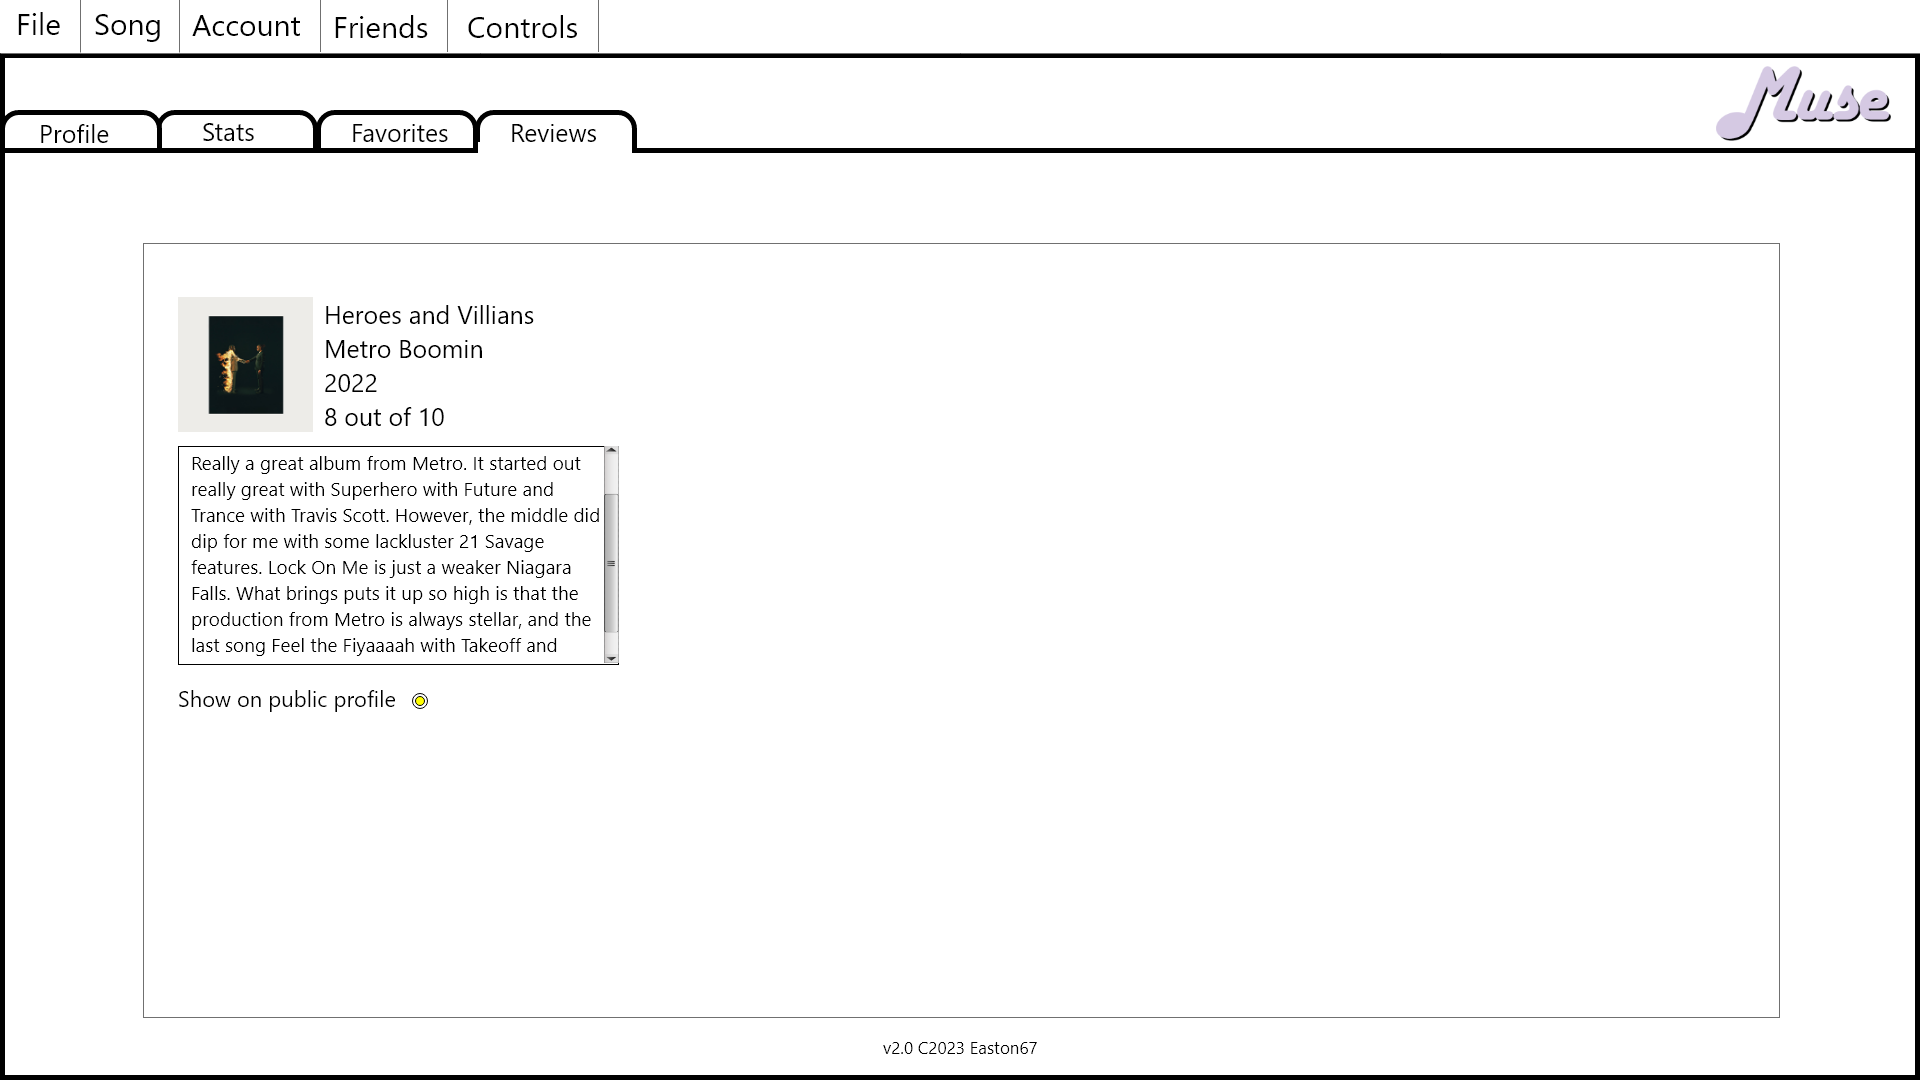 File Song Account Friends Controls
Muse
Profile Stats Favorites Reviews
Heroes and Villians
Metro Boomin
2022
8 out of 10
Really a great album from Metro. It started out
really great with Superhero with Future and
Trance with Travis Scott. However, the middle did
dip for me with some lackluster 21 Savage
features. Lock On Me is just a weaker Niagara
Falls. What brings puts it up so high is that the
production from Metro is always stellar, and the
last song Feel the Fiyaaaah with Takeoff and
Show on public profile
v2.0 C2023 Easton67